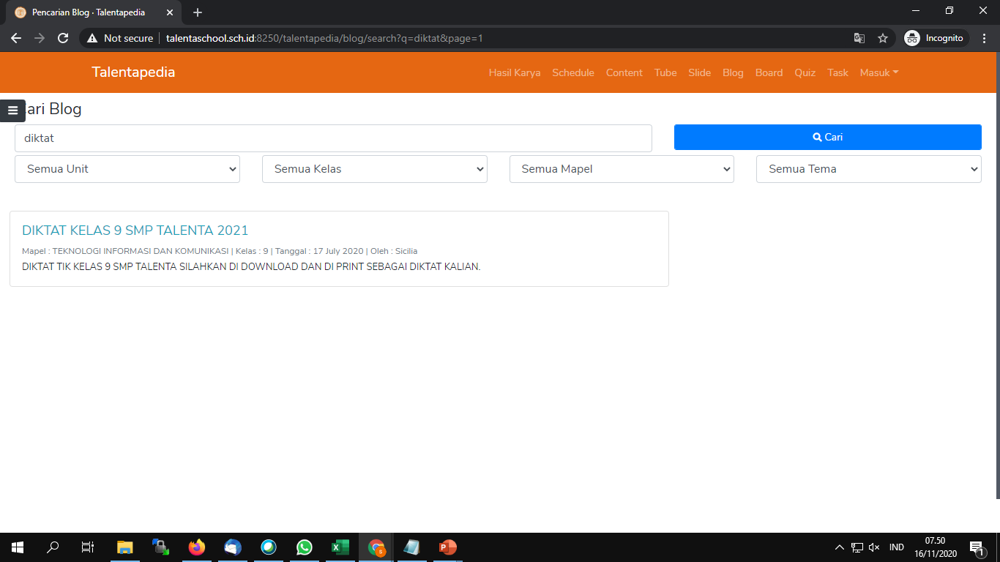 Pencarian Blog · Talentapedia
Not secure | talentaschool.sch.id:8250/talentapedia/blog/search?q=diktat&page=1
Incognito
Talentapedia
Hasil Karya Schedule Content Tube Slide Blog Board Quiz Task Masuk
ari Blog
diktat
Cari
Semua Unit Semua Kelas Semua Mapel Semua Tema
DIKTAT KELAS 9 SMP TALENTA 2021
Mapel : TEKNOLOGI INFORMASI DAN KOMUNIKASI | Kelas : 9 | Tanggal : 17 July 2020 | Oleh : Sicilia
DIKTAT TIK KELAS 9 SMP TALENTA SILAHKAN DI DOWNLOAD DAN DI PRINT SEBAGAI DIKTAT KALIAN.
IND
07.50
16/11/2020
1